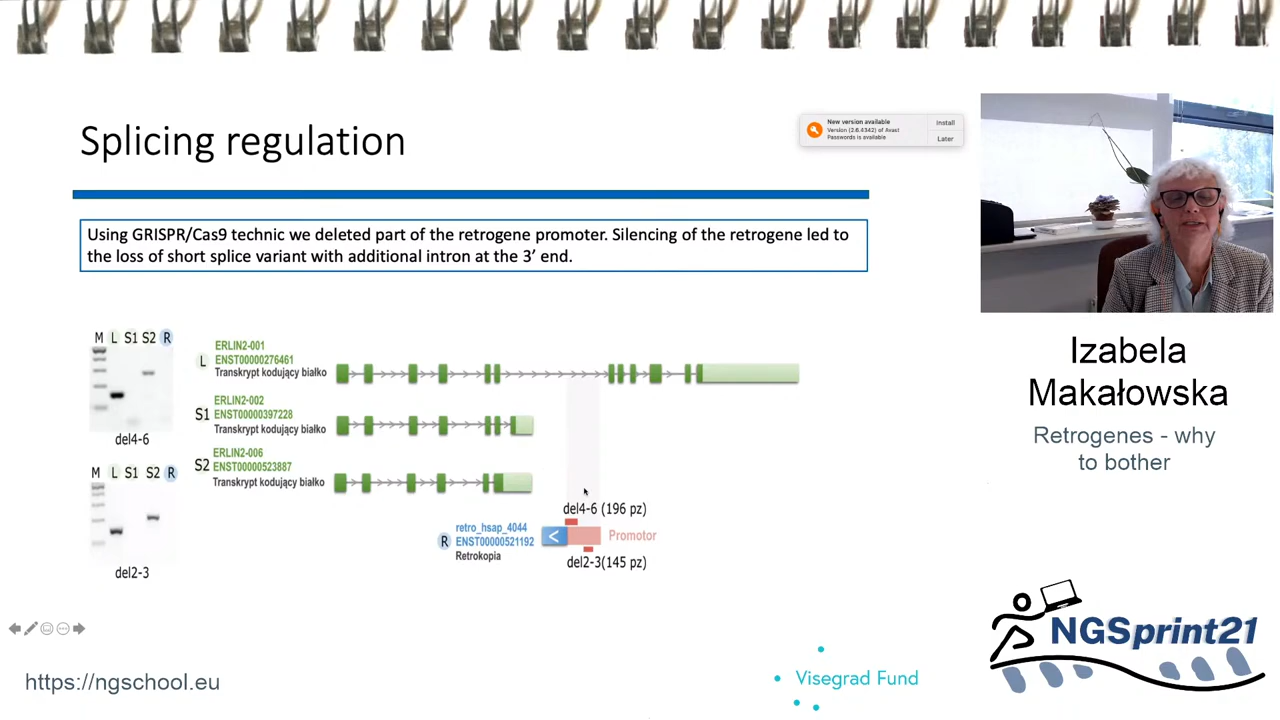 Splicing regulation
New version available
Version (2.6.4342) of Avast
Passwords is available
Install
Later
Using GRISPR/Cas9 technic we deleted part of the retrogene promoter. Silencing of the retrogene led to
the loss of short splice variant with additional intron at the 3’ end.
M L S1 S2 R
del4-6
M L S1 S2 R
del2-3
L
ERLIN2-001
ENST00000276461
Transkrypt kodujący białko
S1
ERLIN2-002
ENST00000397228
Transkrypt kodujący białko
S2
ERLIN2-006
ENST00000523887
Transkrypt kodujący białko
del4-6 (196 pz)
R
retro_hsap_4044
ENST00000521192
Retrokopia
<
Promotor
del2-3(145 pz)
Izabela
Makałowska
Retrogenes - why
to bother
NGSprint21
https://ngschool.eu
Visegrad Fund